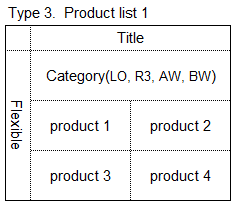 Type 3. Product list 1
Title
Flexible
Category(LO, R3, AW, BW)
product 1
product 2
product 3
product 4